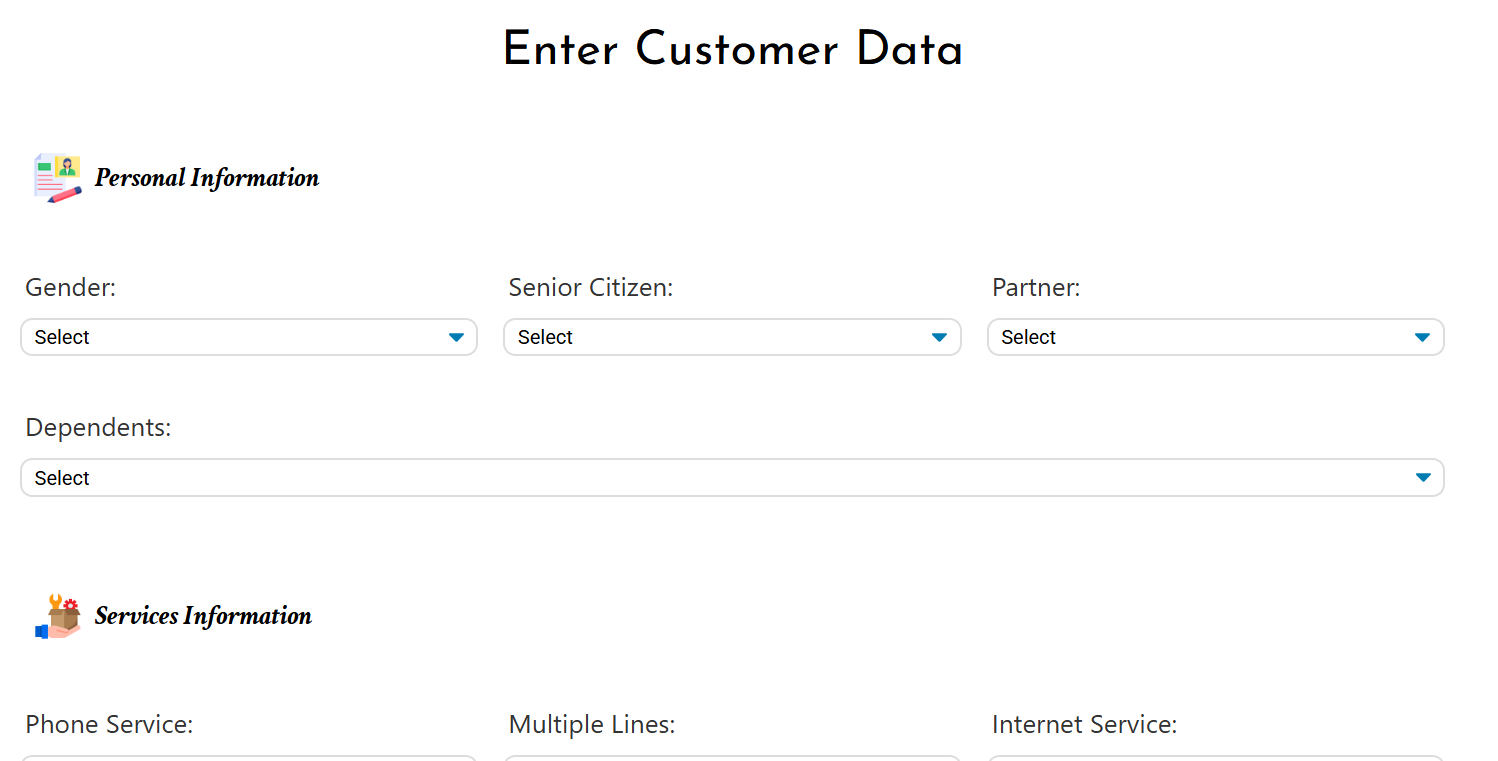 Enter Customer Data
Personal Information
Gender: Senior Citizen: Partner:
Select Select Select
Dependents:
Select
Services Information
Phone Service: Multiple Lines: Internet Service: